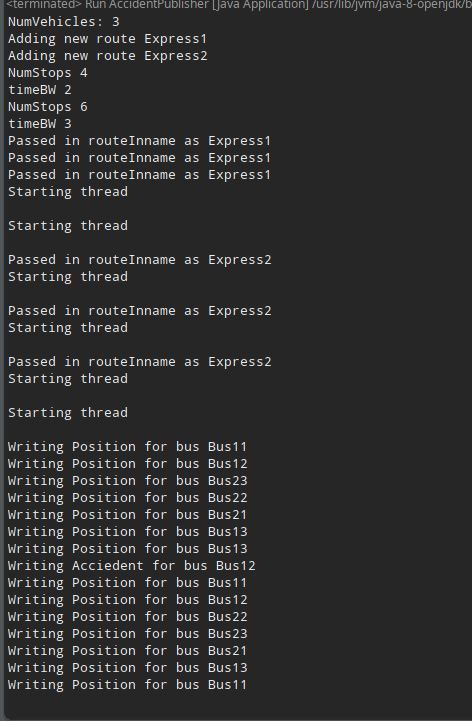 <terminated> Run AccidentPublisher [Java Application] /usr/lib/jvm/java-8-openjdk/b
NumVehicles: 3
Adding new route Express1
Adding new route Express2
NumStops 4
timeBW 2
NumStops 6
timeBW 3
Passed in routeInname as Express1
Passed in routeInname as Express1
Passed in routeInname as Express1
Starting thread
Starting thread
Passed in routeInname as Express2
Starting thread
Passed in routeInname as Express2
Starting thread
Passed in routeInname as Express2
Starting thread
Starting thread
Writing Position for bus Bus11
Writing Position for bus Bus12
Writing Position for bus Bus23
Writing Position for bus Bus22
Writing Position for bus Bus21
Writing Position for bus Bus13
Writing Position for bus Bus13
Writing Acciedent for bus Bus12
Writing Position for bus Bus11
Writing Position for bus Bus12
Writing Position for bus Bus22
Writing Position for bus Bus23
Writing Position for bus Bus21
Writing Position for bus Bus13
Writing Position for bus Bus11